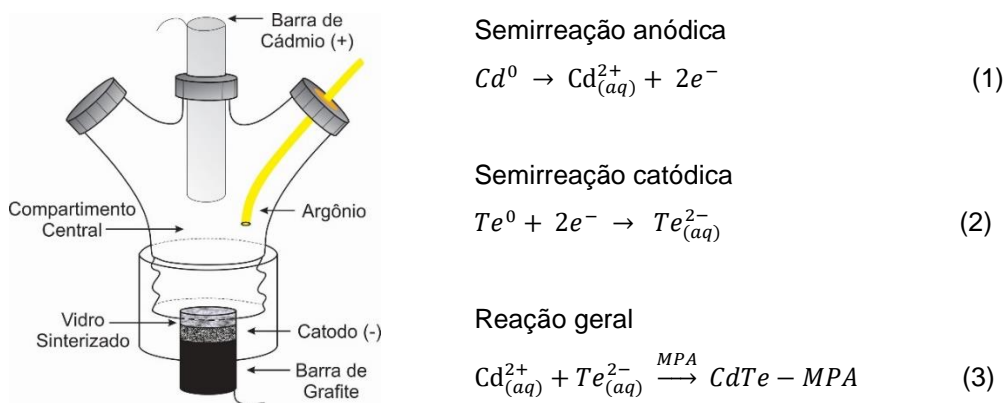 Barra de
Cádmio (+)
Compartimento
Central
Argônio
Vidro
Sinterizado
Catodo (-)
Barra de
Grafite
Semirreação anódica
Cd⁰ → Cd²⁺(aq) + 2e⁻ (1)
Semirreação catódica
Te⁰ + 2e⁻ → Te²⁻(aq) (2)
Reação geral
Cd²⁺(aq) + Te²⁻(aq) MPA⟶ CdTe − MPA (3)